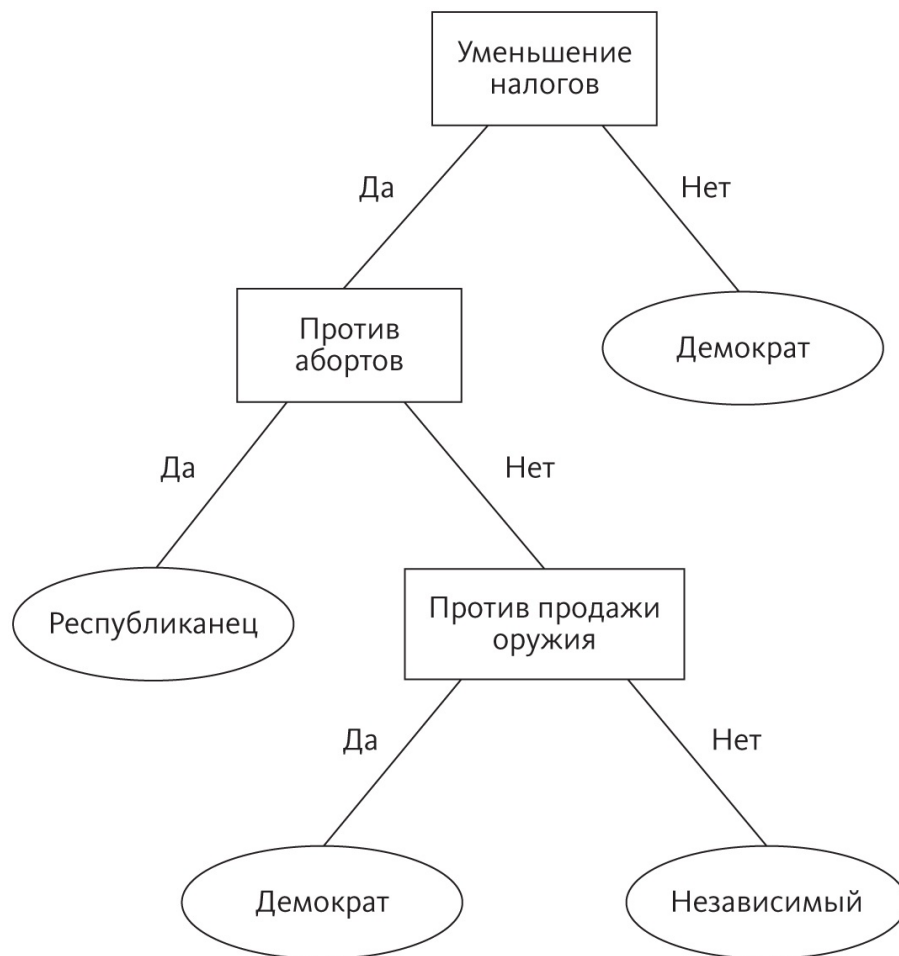 Уменьшение
налогов
Да
Нет
Против
абортов
Демократ
Да
Нет
Республиканец
Против продажи
оружия
Да
Нет
Демократ
Независимый